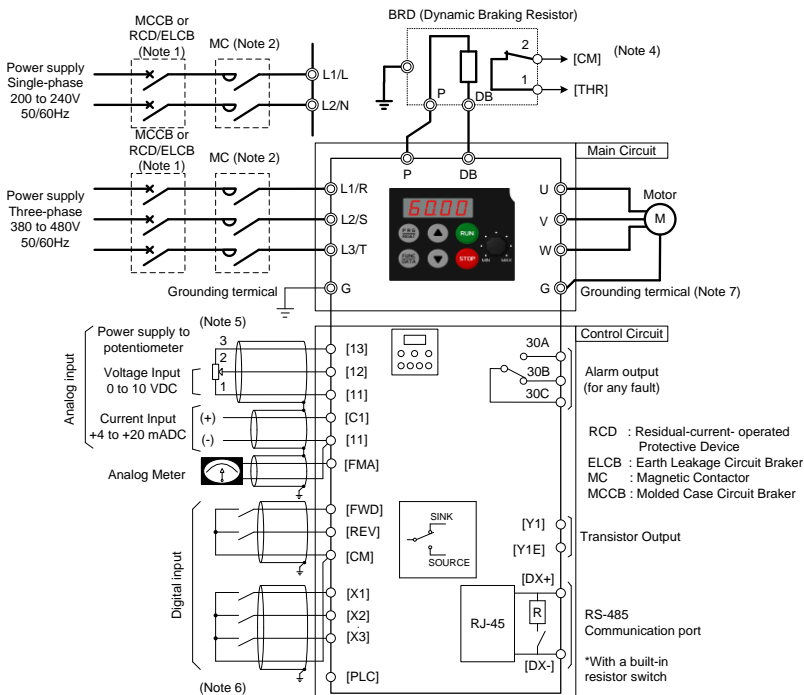 BRD (Dynamic Braking Resistor)
MCCB or
RCD/ELCB
(Note 1)
MC (Note 2)
Power supply
Single-phase
200 to 240V
50/60Hz
L1/L
L2/N
2
1
[CM]
[THR]
(Note 4)
P
DB
MCCB or
RCD/ELCB
(Note 1)
MC (Note 2)
P
DB
Main Circuit
Power supply
Three-phase
380 to 480V
50/60Hz
L1/R
L2/S
L3/T
60.00
PRG
RESET
RUN
FUNC
DATA
STOP
MIN
MAX
U
V
W
Motor
M
Grounding termical
G
G
Grounding termical (Note 7)
Control Circuit
Analog input
Power supply to
potentiometer
(Note 5)
3
2
1
Voltage Input
0 to 10 VDC
Current Input
+4 to +20 mADC
(+)
(-)
Analog Meter
[13]
[12]
[11]
[C1]
[11]
[FMA]
30A
30B
30C
Alarm output
(for any fault)
RCD : Residual-current- operated
Protective Device
ELCB : Earth Leakage Circuit Braker
MC : Magnetic Contactor
MCCB : Molded Case Circuit Braker
Digital input
[FWD]
[REV]
[CM]
[X1]
[X2]
[X3]
[PLC]
(Note 6)
SINK
SOURCE
[Y1]
[Y1E]
Transistor Output
[DX+]
RJ-45
R
[DX-]
RS-485
Communication port
*With a built-in
resistor switch